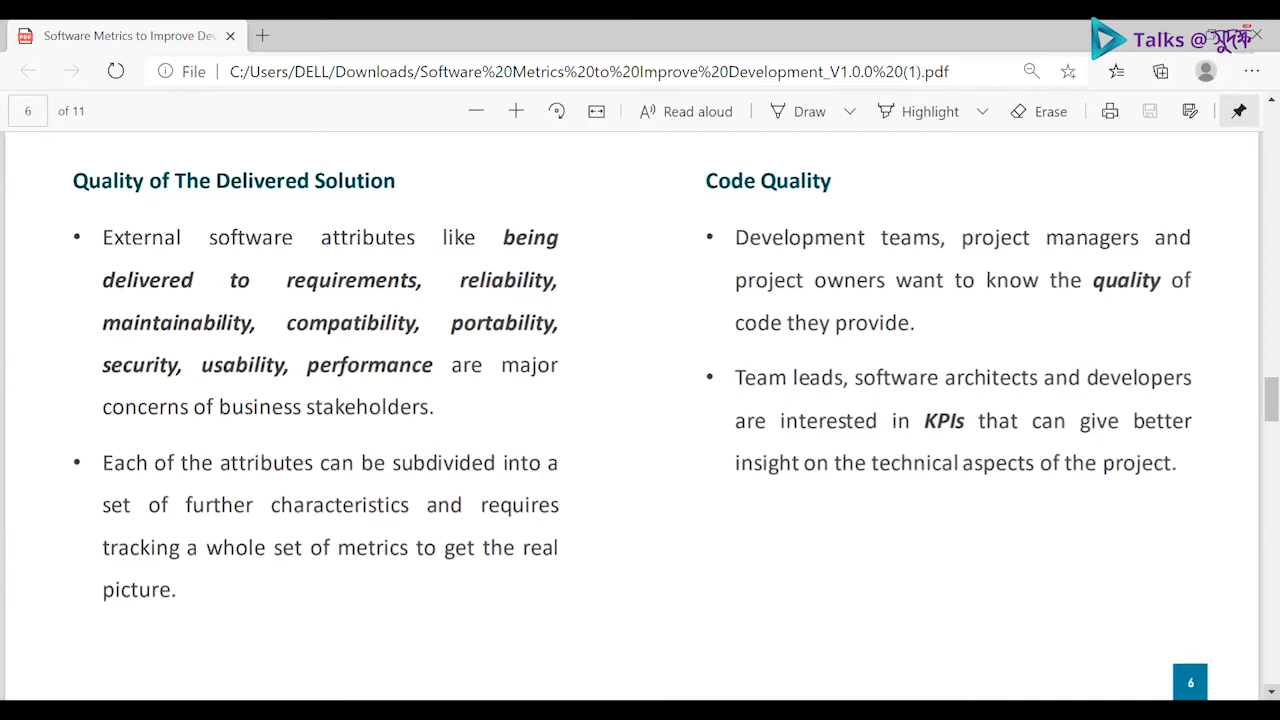 Software Metrics to Improve De
Talks @ সুদক্ষ
File
C:/Users/DELL/Downloads/Software%20Metrics%20to%20Improve%20Development_V1.0.0%20(1).pdf
6 of 11
Read aloud
Draw
Highlight
Erase
Quality of The Delivered Solution
• External software attributes like being
delivered to requirements, reliability,
maintainability, compatibility, portability,
security, usability, performance are major
concerns of business stakeholders.
• Each of the attributes can be subdivided into a
set of further characteristics and requires
tracking a whole set of metrics to get the real
picture.
Code Quality
• Development teams, project managers and
project owners want to know the quality of
code they provide.
• Team leads, software architects and developers
are interested in KPIs that can give better
insight on the technical aspects of the project.
6